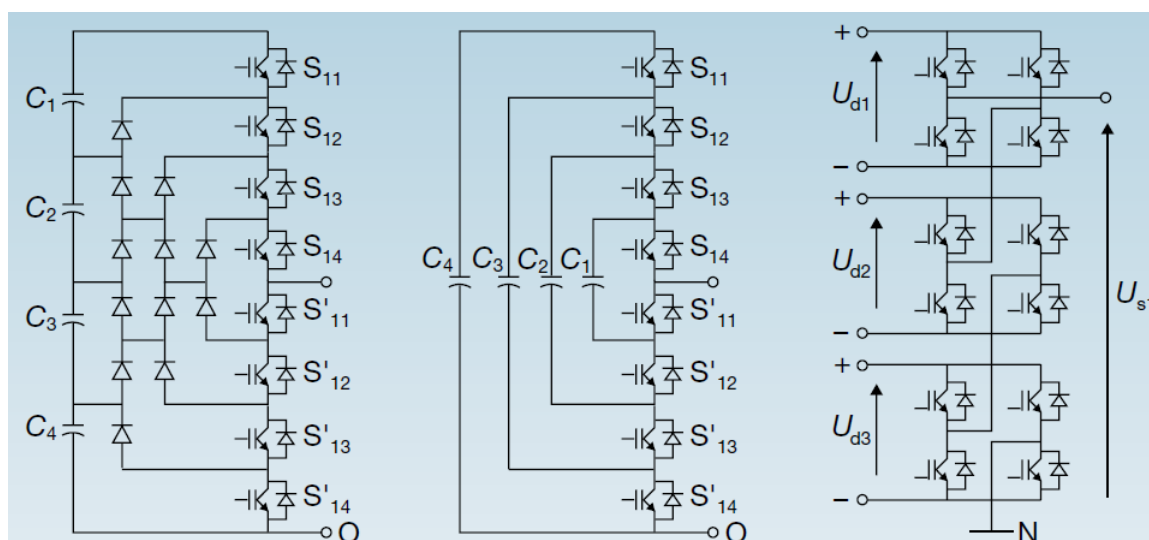 C1
C2
C3
C4
S11
S12
S13
S14
S'11
S'12
S'13
S'14
O
C4 C3 C2 C1
S11
S12
S13
S14
S'11
S'12
S'13
S'14
O
+
Ud1
−
+
Ud2
−
+
Ud3
−
N